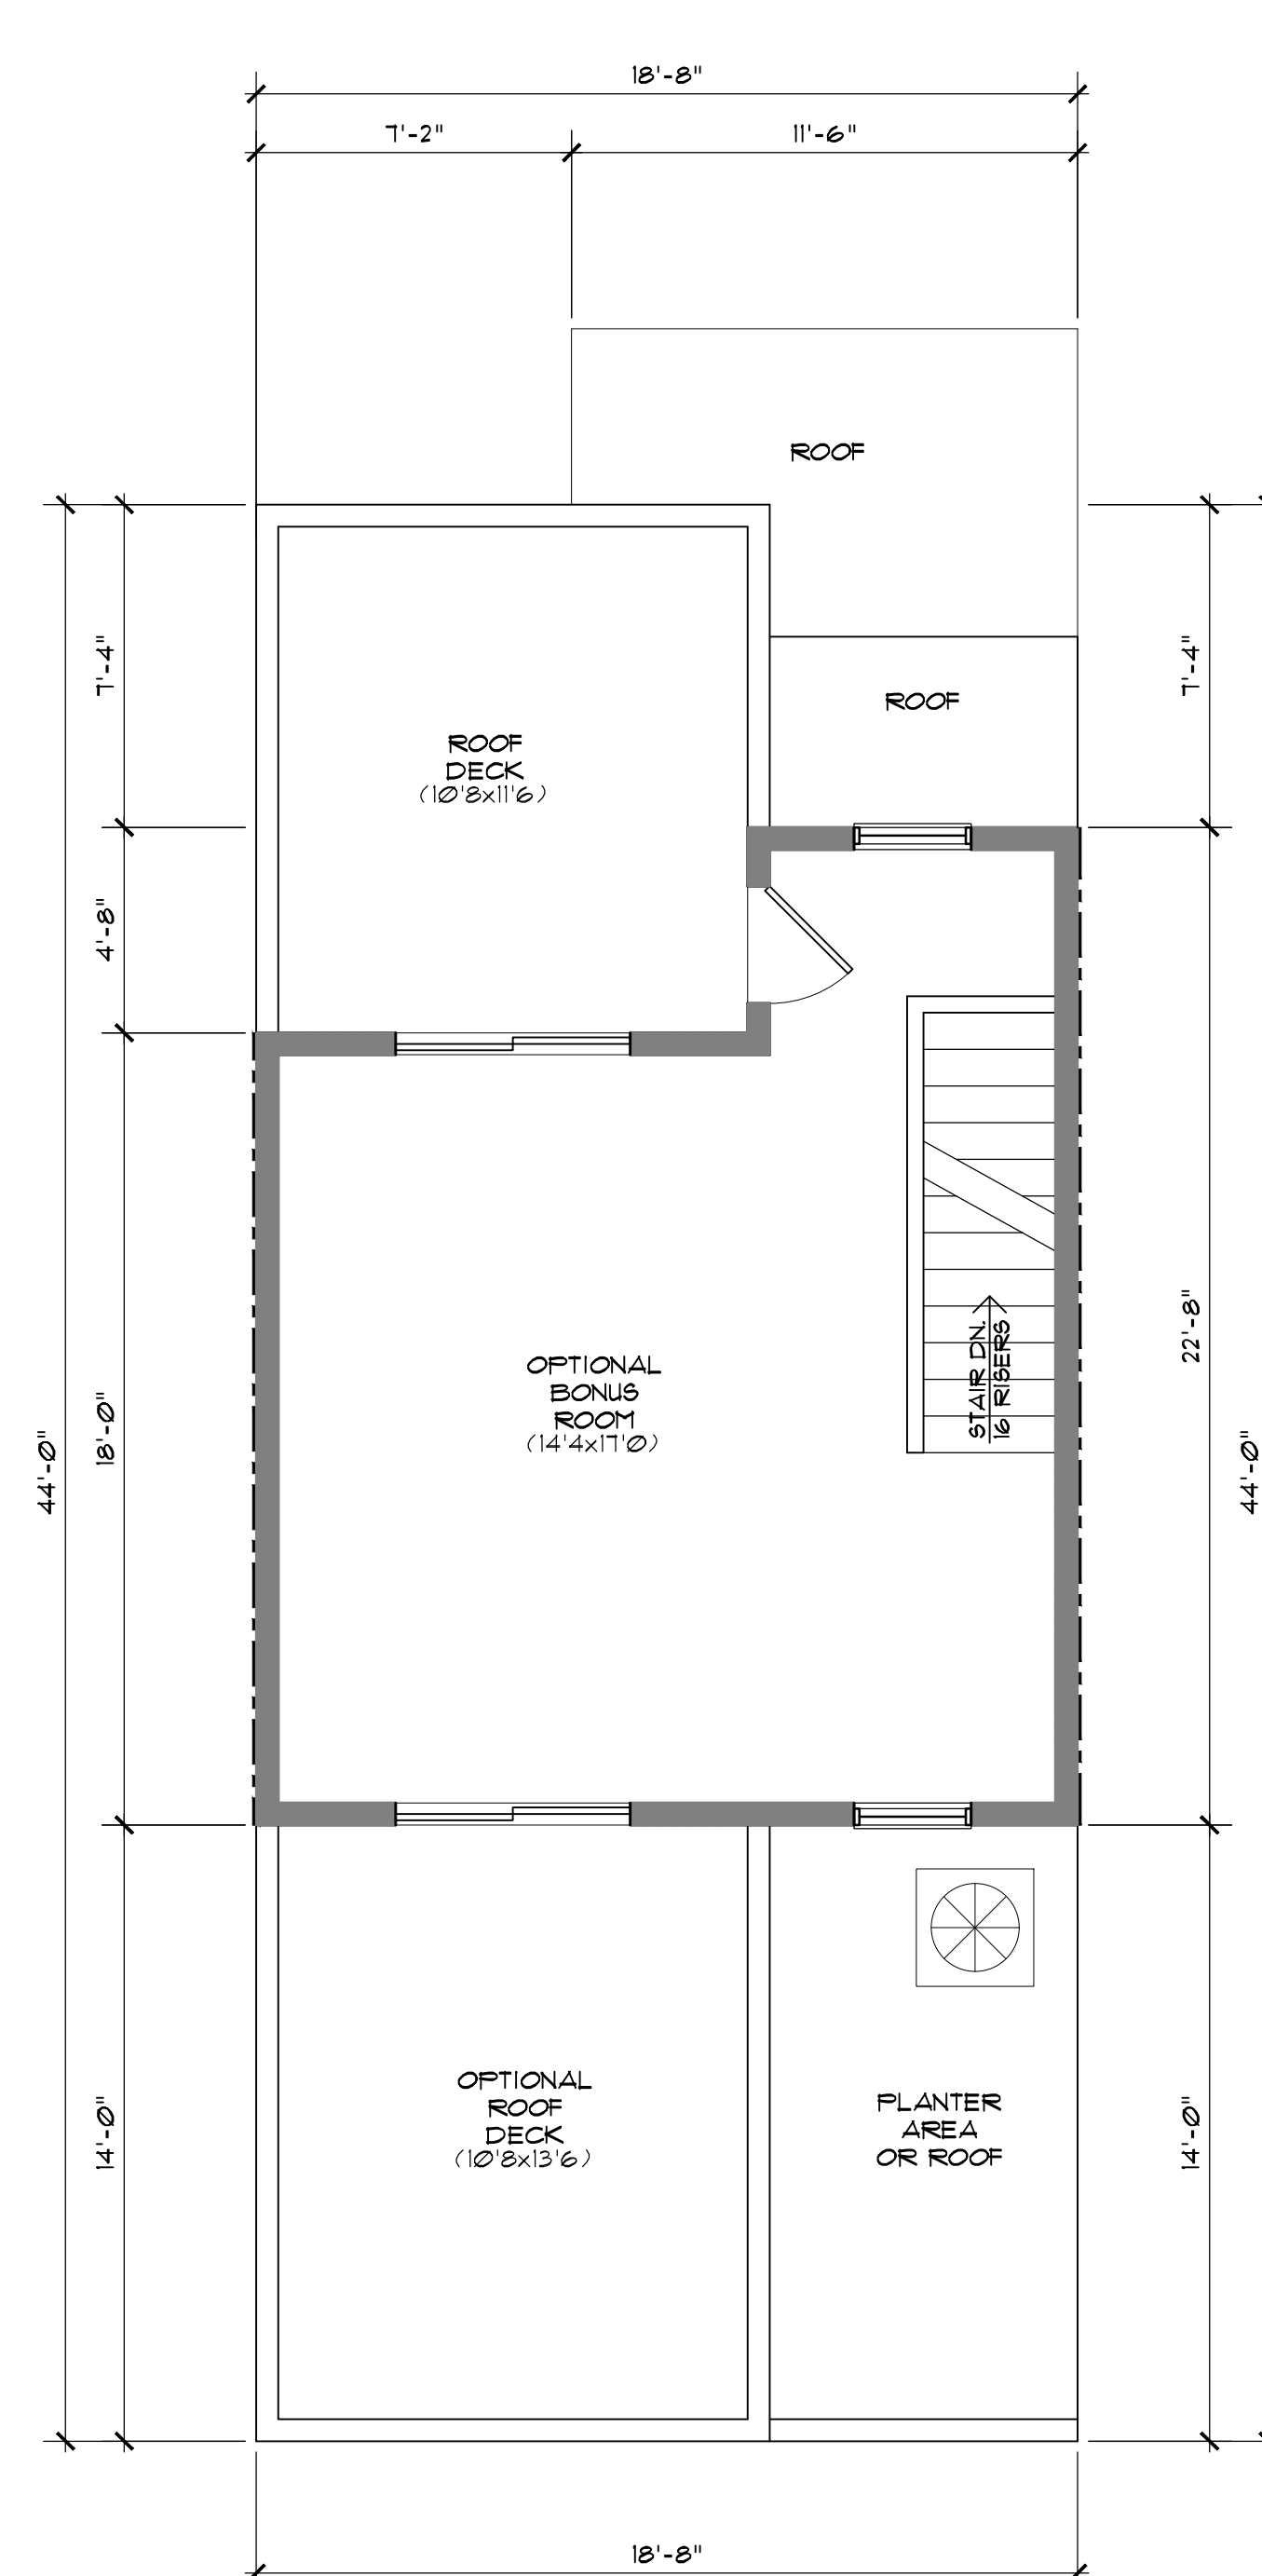 18'-8"
7'-2"
11'-6"
ROOF
7'-4"
7'-4"
ROOF
ROOF
DECK
(10'8x11'6)
4'-8"
22'-8"
STAIR DN.
16 RISERS
OPTIONAL
BONUS
ROOM
(14'4x17'0)
18'-0"
44'-0"
44'-0"
OPTIONAL
ROOF
DECK
(10'8x13'6)
PLANTER
AREA
OR ROOF
14'-0"
14'-0"
18'-8"